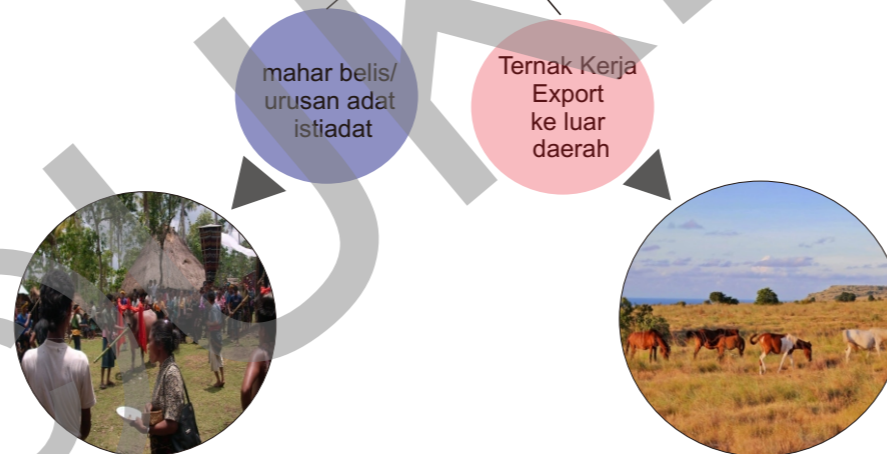 mahar belis/
urusan adat
istiadat
Ternak Kerja
Export
ke luar
daerah